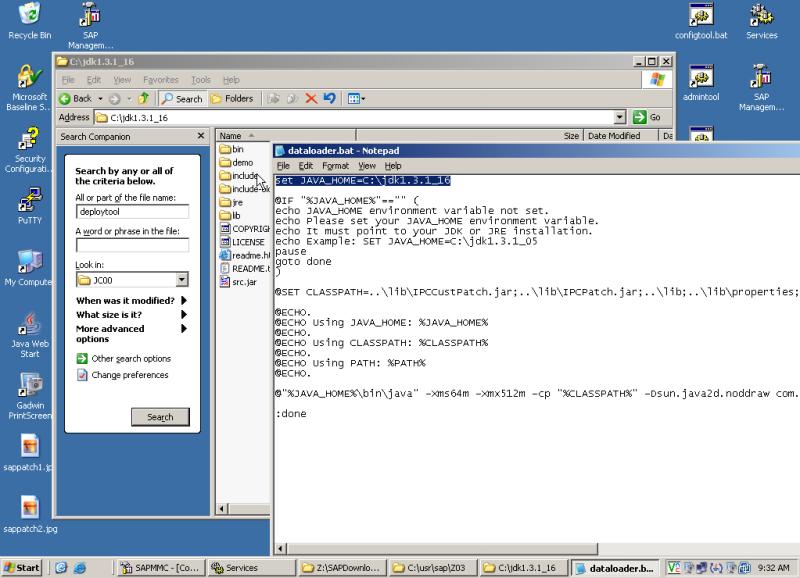 Recycle Bin
SAP
Managem...
configtool.bat
Services
Microsoft
Baseline S...
admintool
SAP
Managem...
Security
Configurati...
PuTTY
My Compute
Java Web
Start
Gadwin
PrintScreen
sappatch1.jp
sappatch2.jpg
C:\jdk1.3.1_16
File Edit View Favorites Tools Help
Back Search Folders
Address C:\jdk1.3.1_16 Go
Search Companion
Search by any or all of
the criteria below.
All or part of the file name:
deploytool
A word or phrase in the file:
Look in:
JC00
When was it modified?
What size is it?
More advanced
options
Other search options
Change preferences
Search
Name Size Date Modified Da
bin
demo
include
include-ol
jre
lib
COPYRIGH
LICENSE
readme.ht
README.t
src.jar
dataloader.bat - Notepad
File Edit Format View Help
set JAVA_HOME=C:\jdk1.3.1_16
@IF "%JAVA_HOME%"=="" (
echo JAVA_HOME environment variable not set.
echo Please set your JAVA_HOME environment variable.
echo It must point to your JDK or JRE installation.
echo Example: SET JAVA_HOME=C:\jdk1.3.1_05
pause
goto done
)
@SET CLASSPATH=..\lib\IPCCustPatch.jar;..\lib\IPCPatch.jar;..\lib;..\lib\properties;
@ECHO.
@ECHO Using JAVA_HOME: %JAVA_HOME%
@ECHO.
@ECHO Using CLASSPATH: %CLASSPATH%
@ECHO.
@ECHO Using PATH: %PATH%
@ECHO.
@"%JAVA_HOME%\bin\java" -Xms64m -Xmx512m -cp "%CLASSPATH%" -Dsun.java2d.noddraw com.
:done
Start
SAPMMC - [Co...
Services
Z:\SAPDownlo...
C:\usr\sap\Z03
C:\jdk1.3.1_16
dataloader.b...
9:32 AM